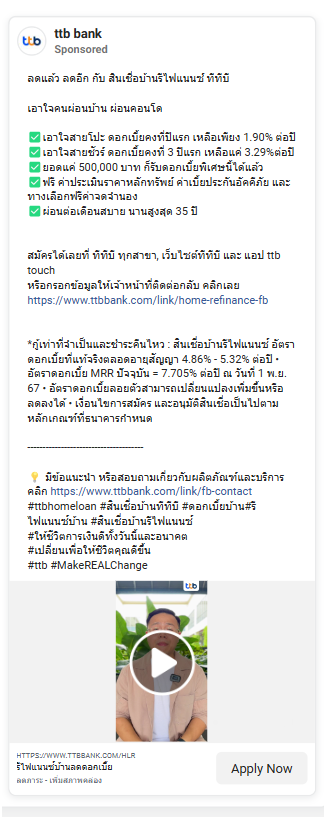 ttb
ttb bank
Sponsored
ลดแล้ว ลดอีก กับ สินเชื่อบ้านรีไฟแนนซ์ ทีทีบี
เอาใจคนผ่อนบ้าน ผ่อนคอนโด
✅ เอาใจสายโปะ ดอกเบี้ยคงที่ปีแรก เหลือเพียง 1.90% ต่อปี
✅ เอาใจสายชัวร์ ดอกเบี้ยคงที่ 3 ปีแรก เหลือแค่ 3.29%ต่อปี
✅ ยอดแค่ 500,000 บาท ก็รับดอกเบี้ยพิเศษนี้ได้แล้ว
✅ ฟรี ค่าประเมินราคาหลักทรัพย์ ค่าเบี้ยประกันอัคคีภัย และ
ทางเลือกฟรีค่าจดจำนอง
✅ ผ่อนต่อเดือนสบาย นานสูงสุด 35 ปี
สมัครได้เลยที่ ทีทีบี ทุกสาขา, เว็บไซต์ทีทีบี และ แอป ttb
touch
หรือกรอกข้อมูลให้เจ้าหน้าที่ติดต่อกลับ คลิกเลย
https://www.ttbbank.com/link/home-refinance-fb
*กู้เท่าที่จำเป็นและชำระคืนไหว : สินเชื่อบ้านรีไฟแนนซ์ อัตรา
ดอกเบี้ยที่แท้จริงตลอดอายุสัญญา 4.86% - 5.32% ต่อปี •
อัตราดอกเบี้ย MRR ปัจจุบัน = 7.705% ต่อปี ณ วันที่ 1 พ.ย.
67 • อัตราดอกเบี้ยลอยตัวสามารถเปลี่ยนแปลงเพิ่มขึ้นหรือ
ลดลงได้ • เงื่อนไขการสมัคร และอนุมัติสินเชื่อเป็นไปตาม
หลักเกณฑ์ที่ธนาคารกำหนด
---------------------------------------
💡 มีข้อแนะนำ หรือสอบถามเกี่ยวกับผลิตภัณฑ์และบริการ
คลิก https://www.ttbbank.com/link/fb-contact
#ttbhomeloan #สินเชื่อบ้านทีทีบี #ดอกเบี้ยบ้าน#รี
ไฟแนนซ์บ้าน #สินเชื่อบ้านรีไฟแนนซ์
#ให้ชีวิตการเงินดีทั้งวันนี้และอนาคต
#เปลี่ยนเพื่อให้ชีวิตคุณดีขึ้น
#ttb #MakeREALChange
ttb
HTTPS://WWW.TTBBANK.COM/HLR
รีไฟแนนซ์บ้านลดดอกเบี้ย
ลดภาระ - เพิ่มสภาพคล่อง
Apply Now